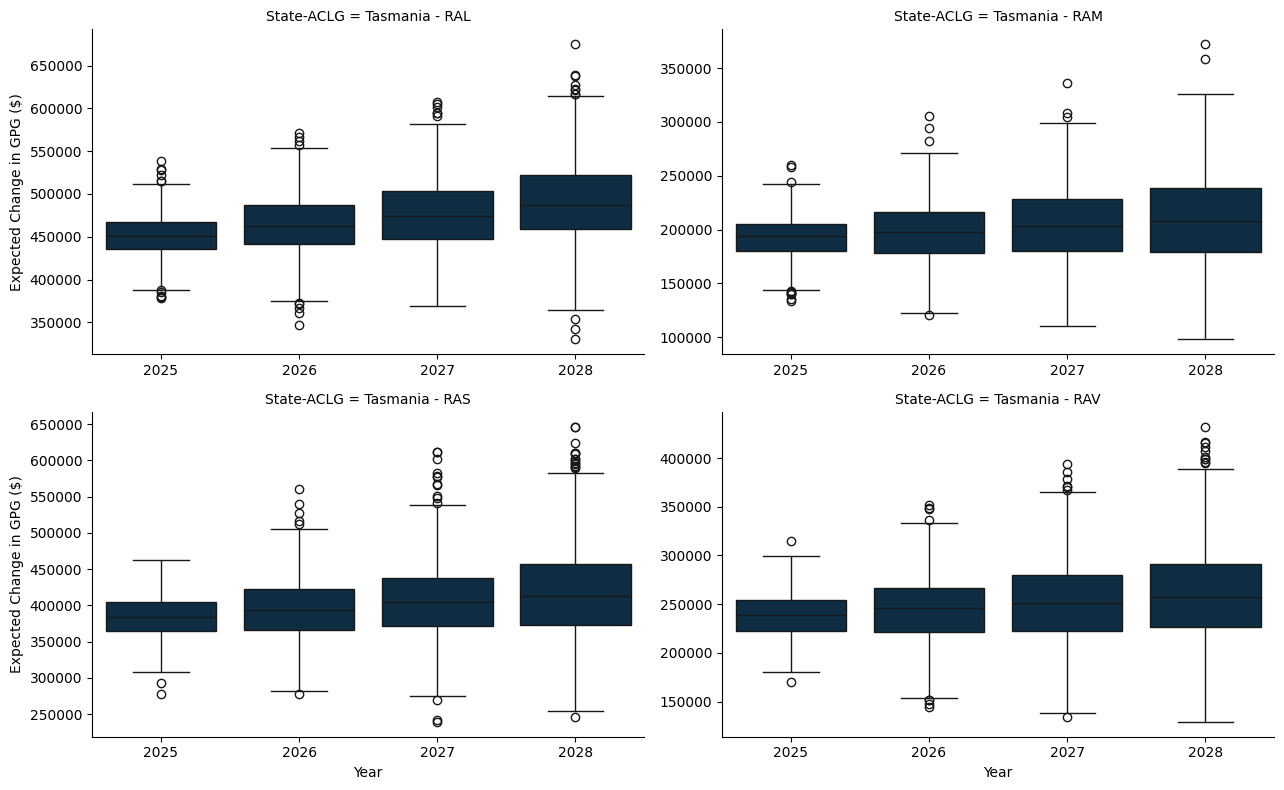 State-ACLG = Tasmania - RAL
Expected Change in GPG ($)
650000
600000
550000
500000
450000
400000
350000
2025 2026 2027 2028
State-ACLG = Tasmania - RAM
350000
300000
250000
200000
150000
100000
2025 2026 2027 2028
State-ACLG = Tasmania - RAS
Expected Change in GPG ($)
650000
600000
550000
500000
450000
400000
350000
300000
250000
2025 2026 2027 2028
Year
State-ACLG = Tasmania - RAV
400000
350000
300000
250000
200000
150000
2025 2026 2027 2028
Year